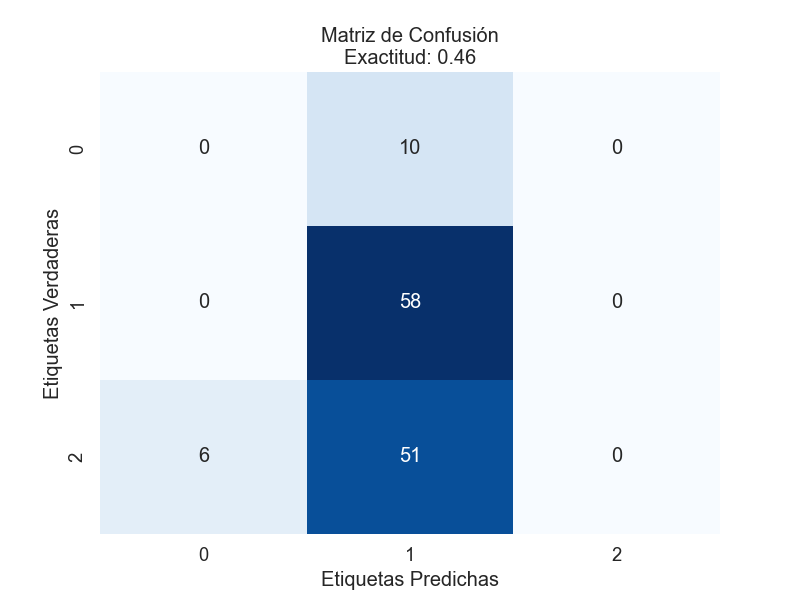 Matriz de Confusión
Exactitud: 0.46
0 0 10 0
1 0 58 0
2 6 51 0
Etiquetas Verdaderas
0 1 2
Etiquetas Predichas